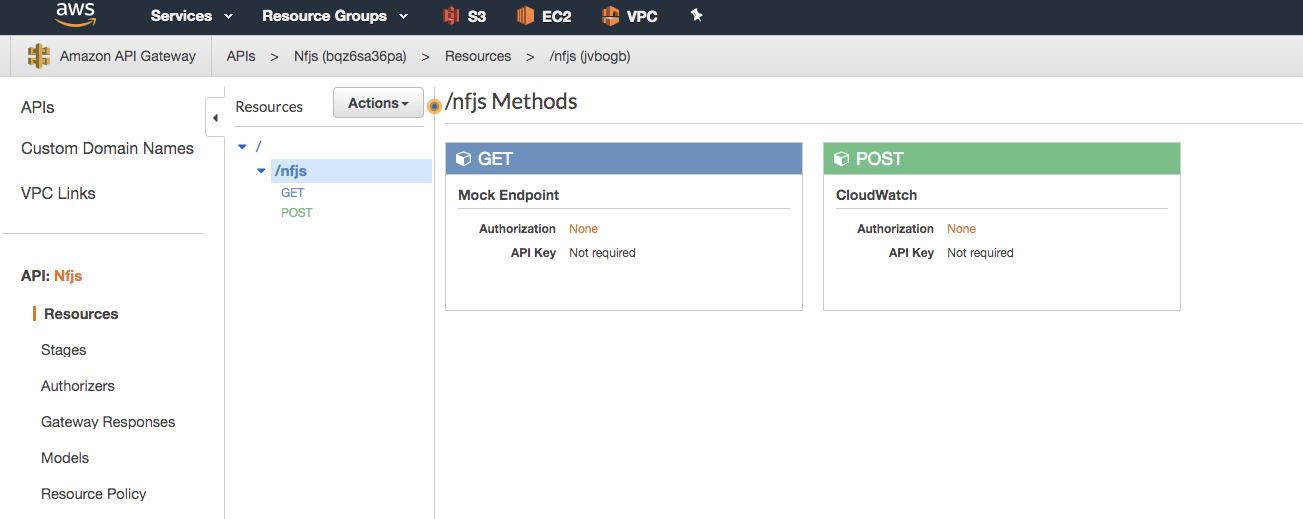 aws Services Resource Groups S3 EC2 VPC
Amazon API Gateway APIs > Nfjs (bqz6sa36pa) > Resources > /nfjs (jvbogb)
APIs
Custom Domain Names
VPC Links
API: Nfjs
Resources
Stages
Authorizers
Gateway Responses
Models
Resource Policy
Resources Actions
/
/nfjs
GET
POST
/nfjs Methods
GET
Mock Endpoint
Authorization None
API Key Not required
POST
CloudWatch
Authorization None
API Key Not required